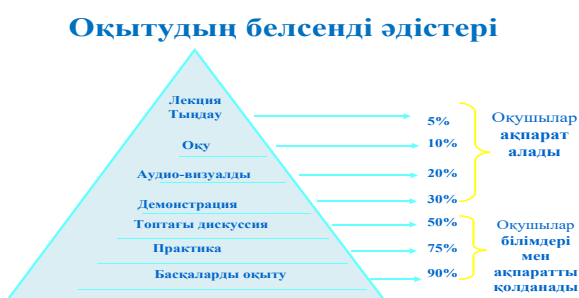 Оқытудың белсенді әдістері
Лекция
Тыңдау
5%
Оқу
10%
Аудио-визуалды
20%
Демонстрация
30%
Топтағы дискуссия
50%
Практика
75%
Басқаларды оқыту
90%
Оқушылар
ақпарат
алады
Оқушылар
білімдері
мен
ақпаратты
қолданады